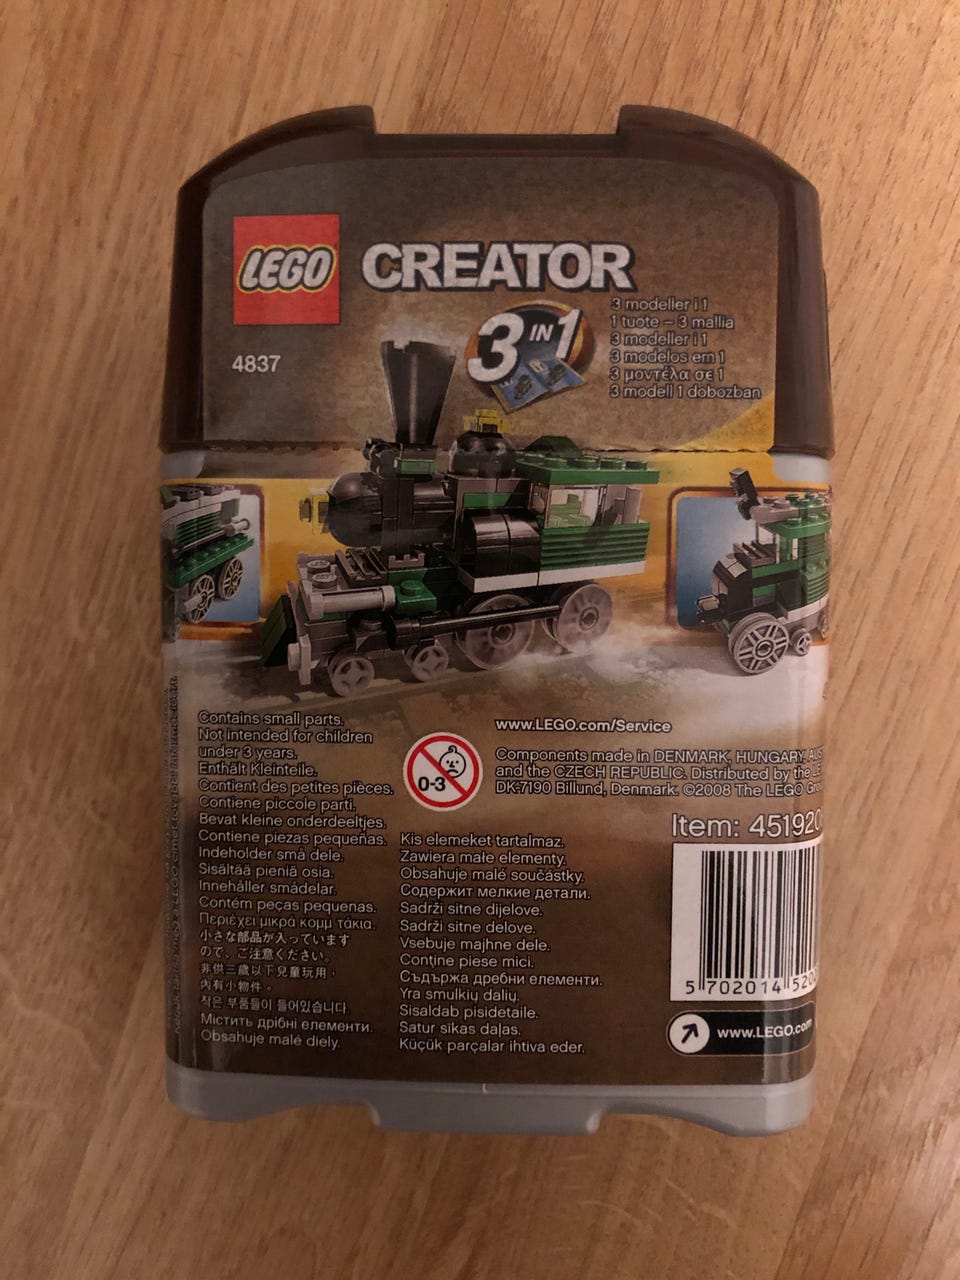 LEGO
CREATOR
3 IN 1
3 modeller i 1
1 tuote – 3 mallia
3 modeller i 1
3 modelos em 1
3 μοντέλα σε 1
3 modell 1 dobozban
4837
Contains small parts.
Not intended for children
under 3 years.
Enthält Kleinteile.
Contient des petites pièces.
Contiene piccole parti.
Bevat kleine onderdeeltjes.
Contiene piezas pequeñas.
Indeholder små dele.
Sisältää pieniä osia.
Innehåller smådelar.
Contém peças pequenas.
Περιέχει μικρά κομμ τάκια.
小さな部品が入っています
ので、ご注意ください。
非供三歲以下兒童玩用，
內有小物件。
작은 부품들이 들어있습니다
Містить дрібні елементи.
Obsahuje malé diely.
0-3
Kis elemeket tartalmaz.
Zawiera małe elementy.
Obsahuje malé součástky.
Содержит мелкие детали.
Sadrži sitne dijelove.
Sadrži sitne delove.
Vsebuje majhne dele.
Conţine piese mici.
Съдържа дребни елементи.
Yra smulkių dalių.
Sisaldab pisidetaile.
Satur sīkas daļas.
Küçük parçalar ihtiva eder.
www.LEGO.com/Service
Components made in DENMARK, HUNGARY,
and the CZECH REPUBLIC. Distributed by the
DK-7190 Billund, Denmark. ©2008 The LEGO
Item: 451920
5 702014 520
www.LEGO.com